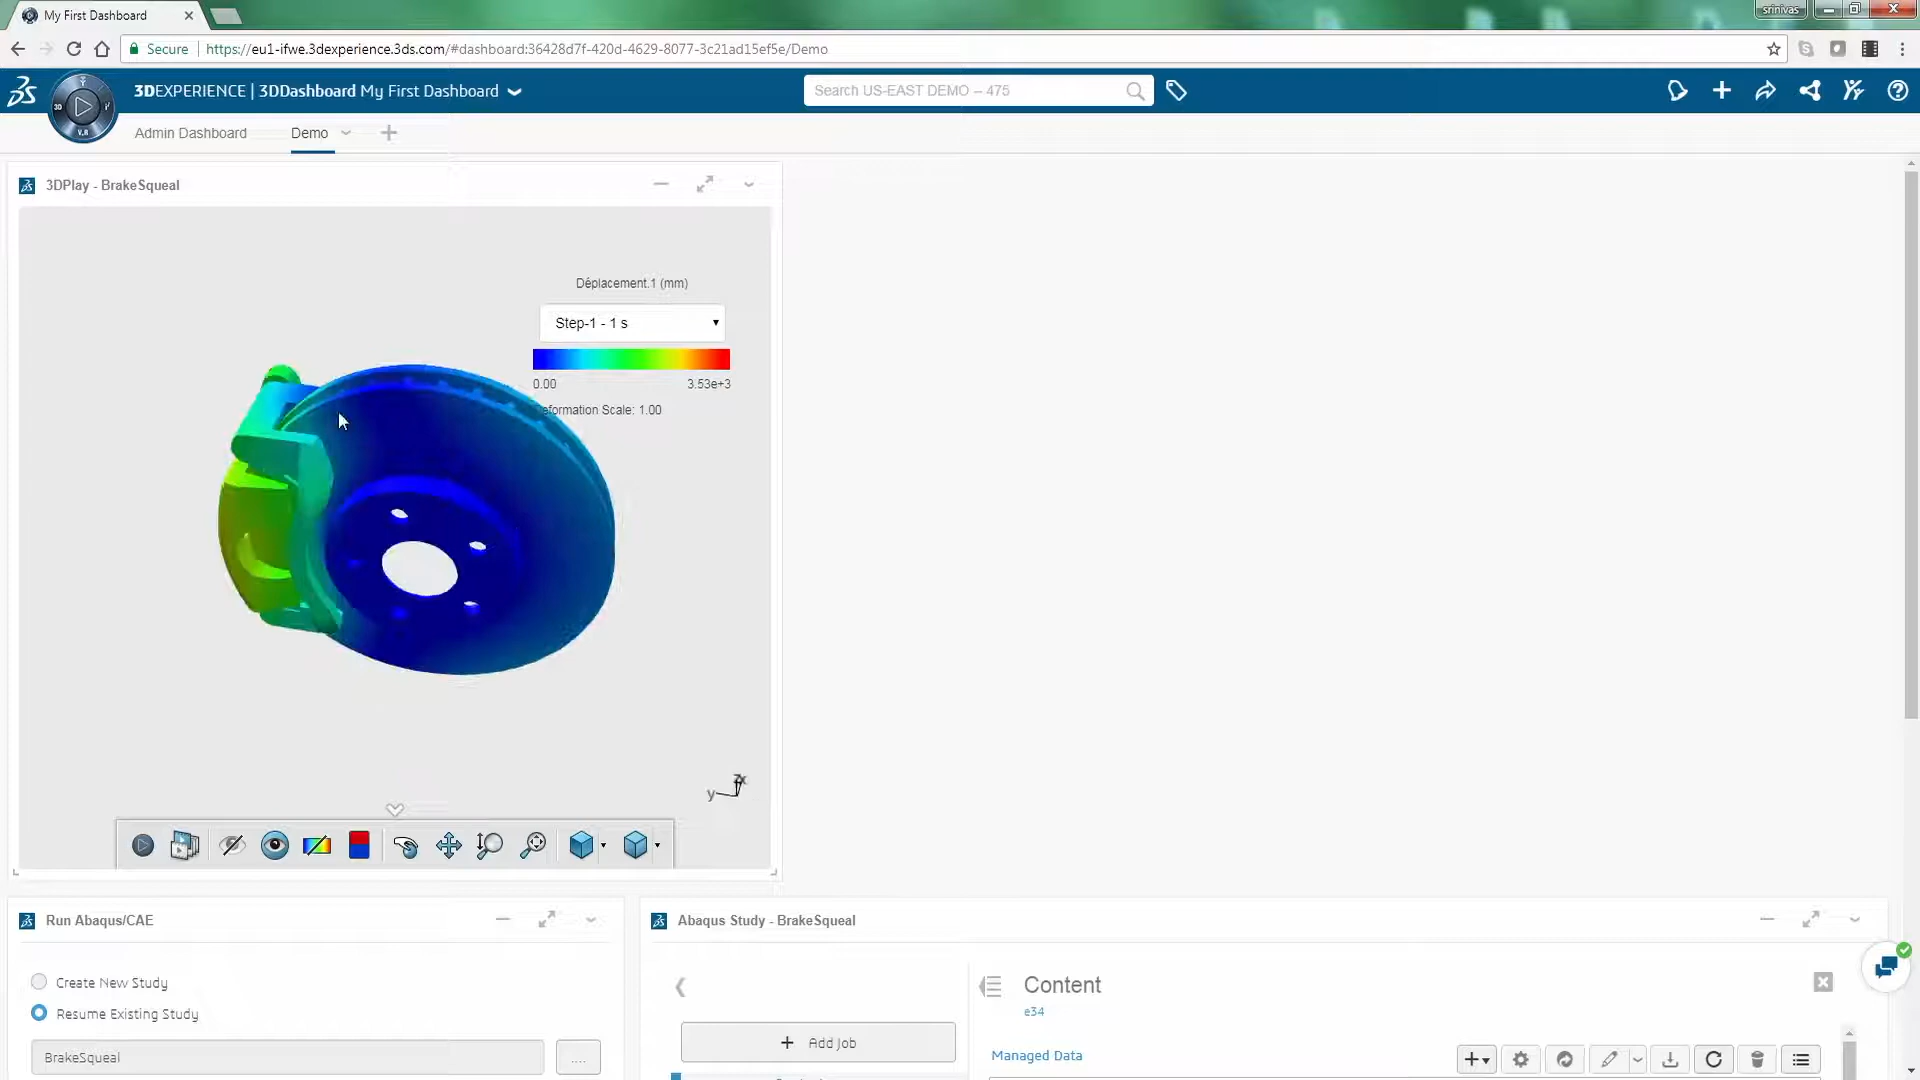 My First Dashboard
srinivas
Secure
https://eu1-ifwe.3dexperience.3ds.com/#dashboard:36428d7f-420d-4629-8077-3c21ad15ef5e/Demo
3D
V.R
3DEXPERIENCE | 3DDashboard My First Dashboard
Search US-EAST DEMO -- 475
Admin Dashboard
Demo
3DPlay - BrakeSqueal
Déplacement.1 (mm)
Step-1 - 1 s
0.00
3.53e+3
eformation Scale: 1.00
y
Run Abaqus/CAE
Abaqus Study - BrakeSqueal
Create New Study
Resume Existing Study
BrakeSqueal
....
+ Add Job
Content
e34
Managed Data